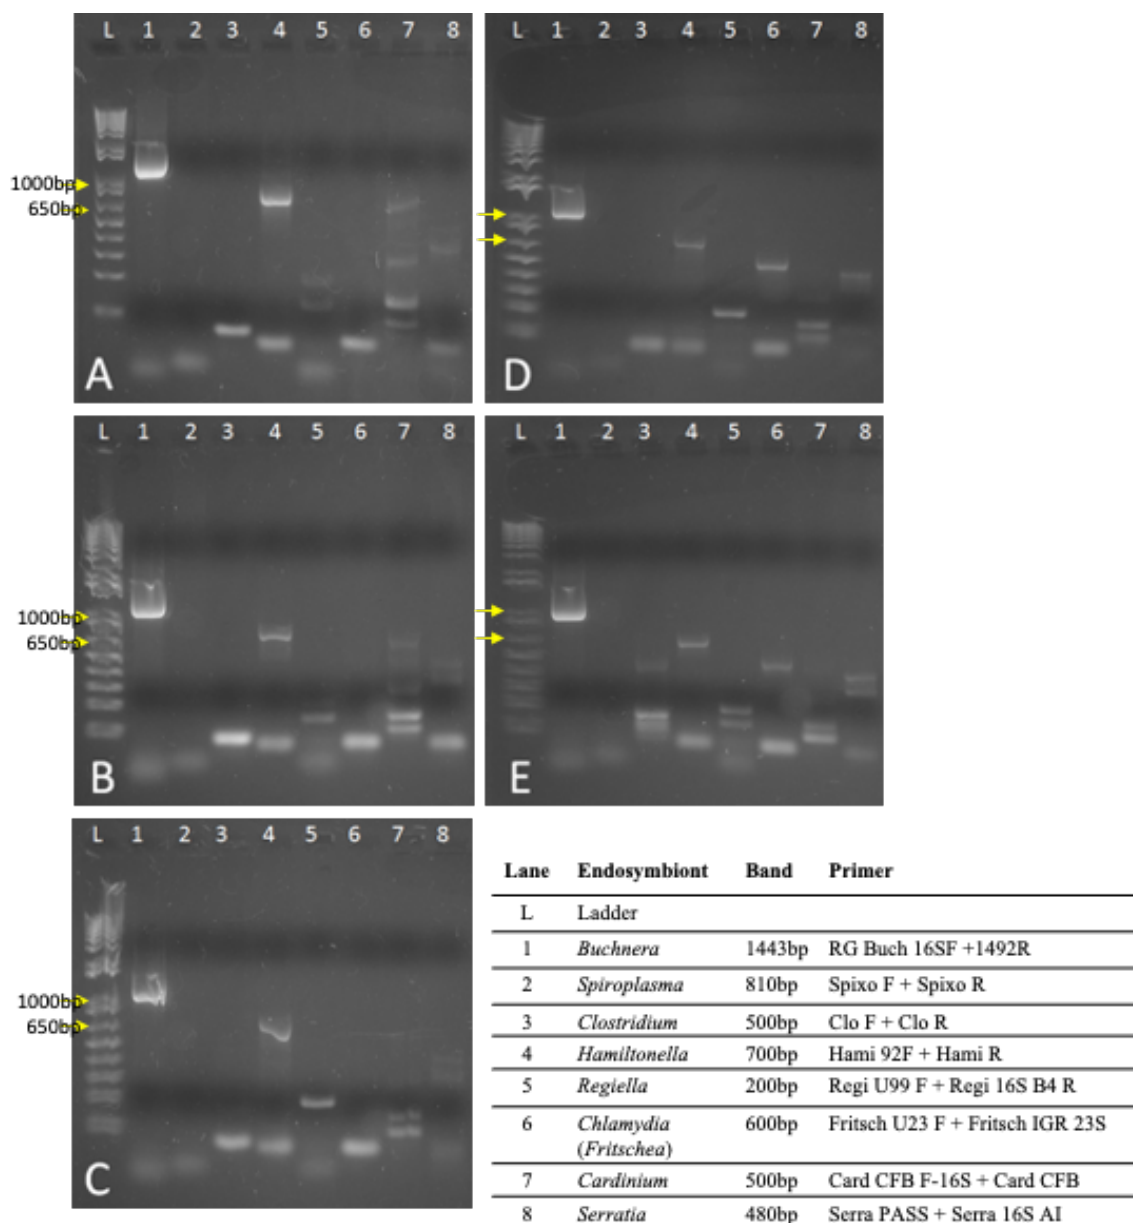 L 1 2 3 4 5 6 7 8
1000bp
650bp
A
L 1 2 3 4 5 6 7 8
D
L 1 2 3 4 5 6 7 8
1000bp
650bp
B
L 1 2 3 4 5 6 7 8
E
L 1 2 3 4 5 6 7 8
1000bp
650bp
C
Lane Endosymbiont Band Primer
L Ladder
1 Buchnera 1443bp RG Buch 16SF +1492R
2 Spiroplasma 810bp Spixo F + Spixo R
3 Clostridium 500bp Clo F + Clo R
4 Hamiltonella 700bp Hami 92F + Hami R
5 Regiella 200bp Regi U99 F + Regi 16S B4 R
6 Chlamydia 600bp Fritsch U23 F + Fritsch IGR 23S
(Fritschea)
7 Cardinium 500bp Card CFB F-16S + Card CFB
8 Serratia 480bp Serra PASS + Serra 16S AI